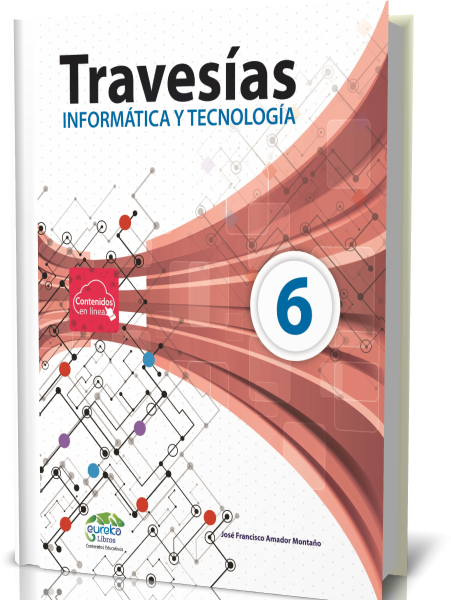 Travesías
INFORMÁTICA Y TECNOLOGÍA
Contenidos
en línea
6
eureka
Libros
Contenidos Educativos
José Francisco Amador Montaño